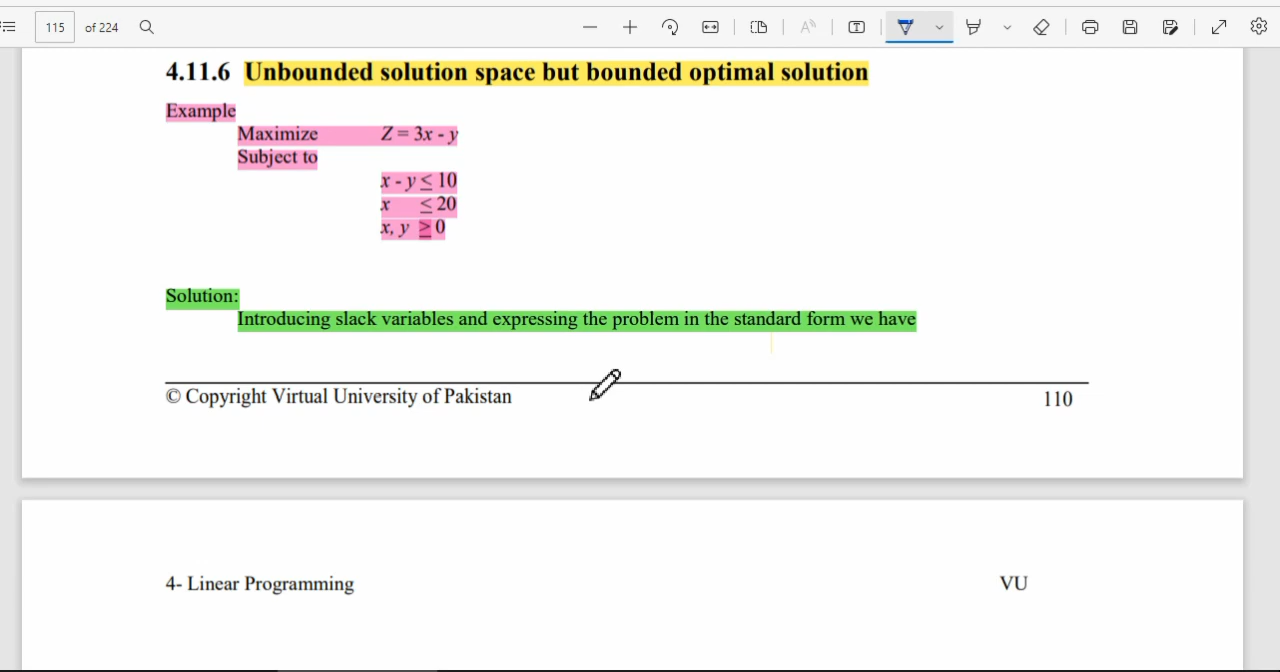 115 of 224
4.11.6 Unbounded solution space but bounded optimal solution
Example
Maximize Z = 3x - y
Subject to
x - y ≤ 10
x ≤ 20
x, y ≥ 0
Solution:
Introducing slack variables and expressing the problem in the standard form we have
© Copyright Virtual University of Pakistan 110
4- Linear Programming VU